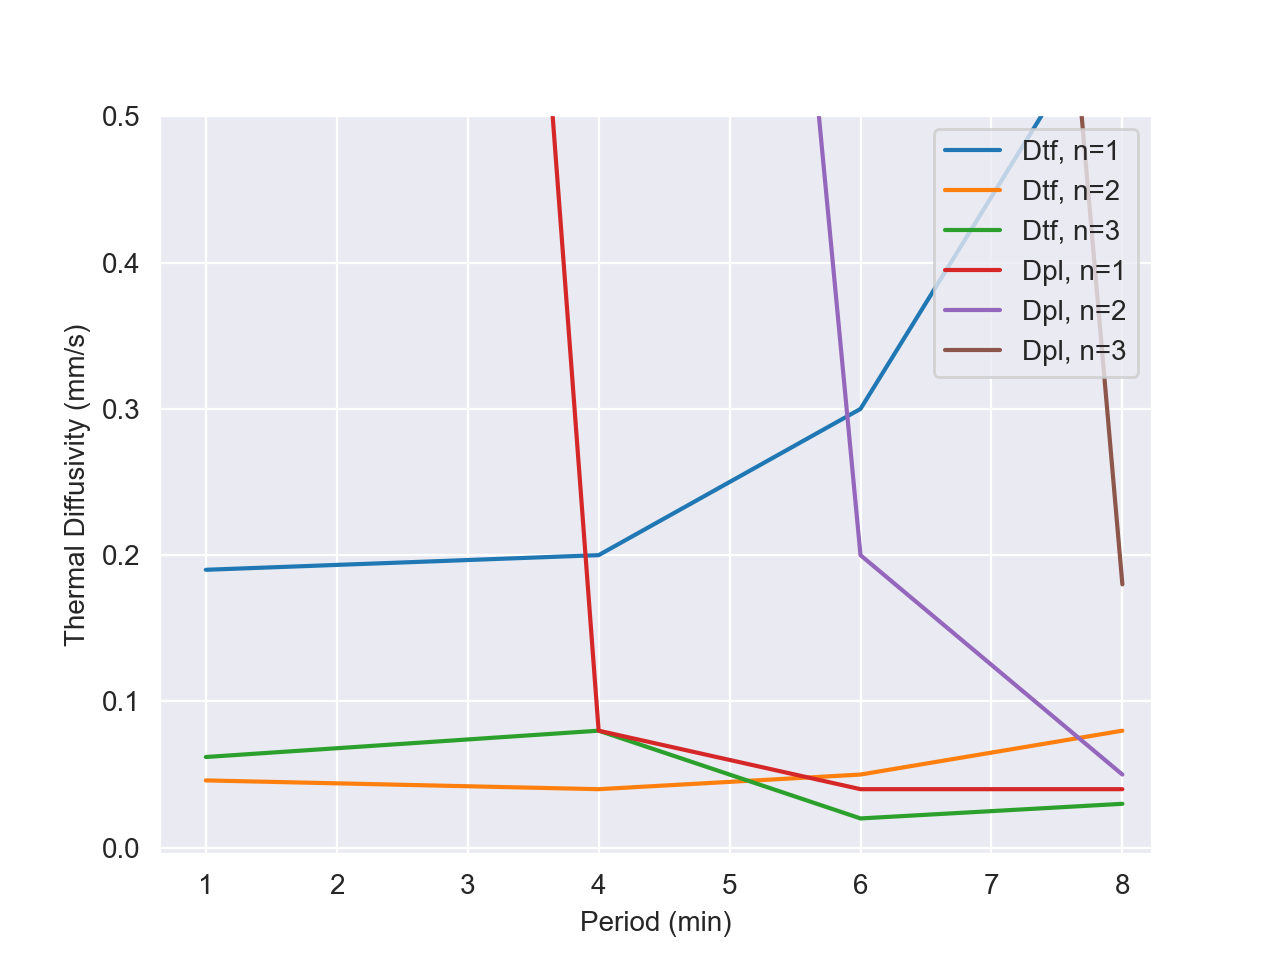 0.5
0.4
0.3
0.2
0.1
0.0
Thermal Diffusivity (mm/s)
Dtf, n=1
Dtf, n=2
Dtf, n=3
Dpl, n=1
Dpl, n=2
Dpl, n=3
1 2 3 4 5 6 7 8
Period (min)